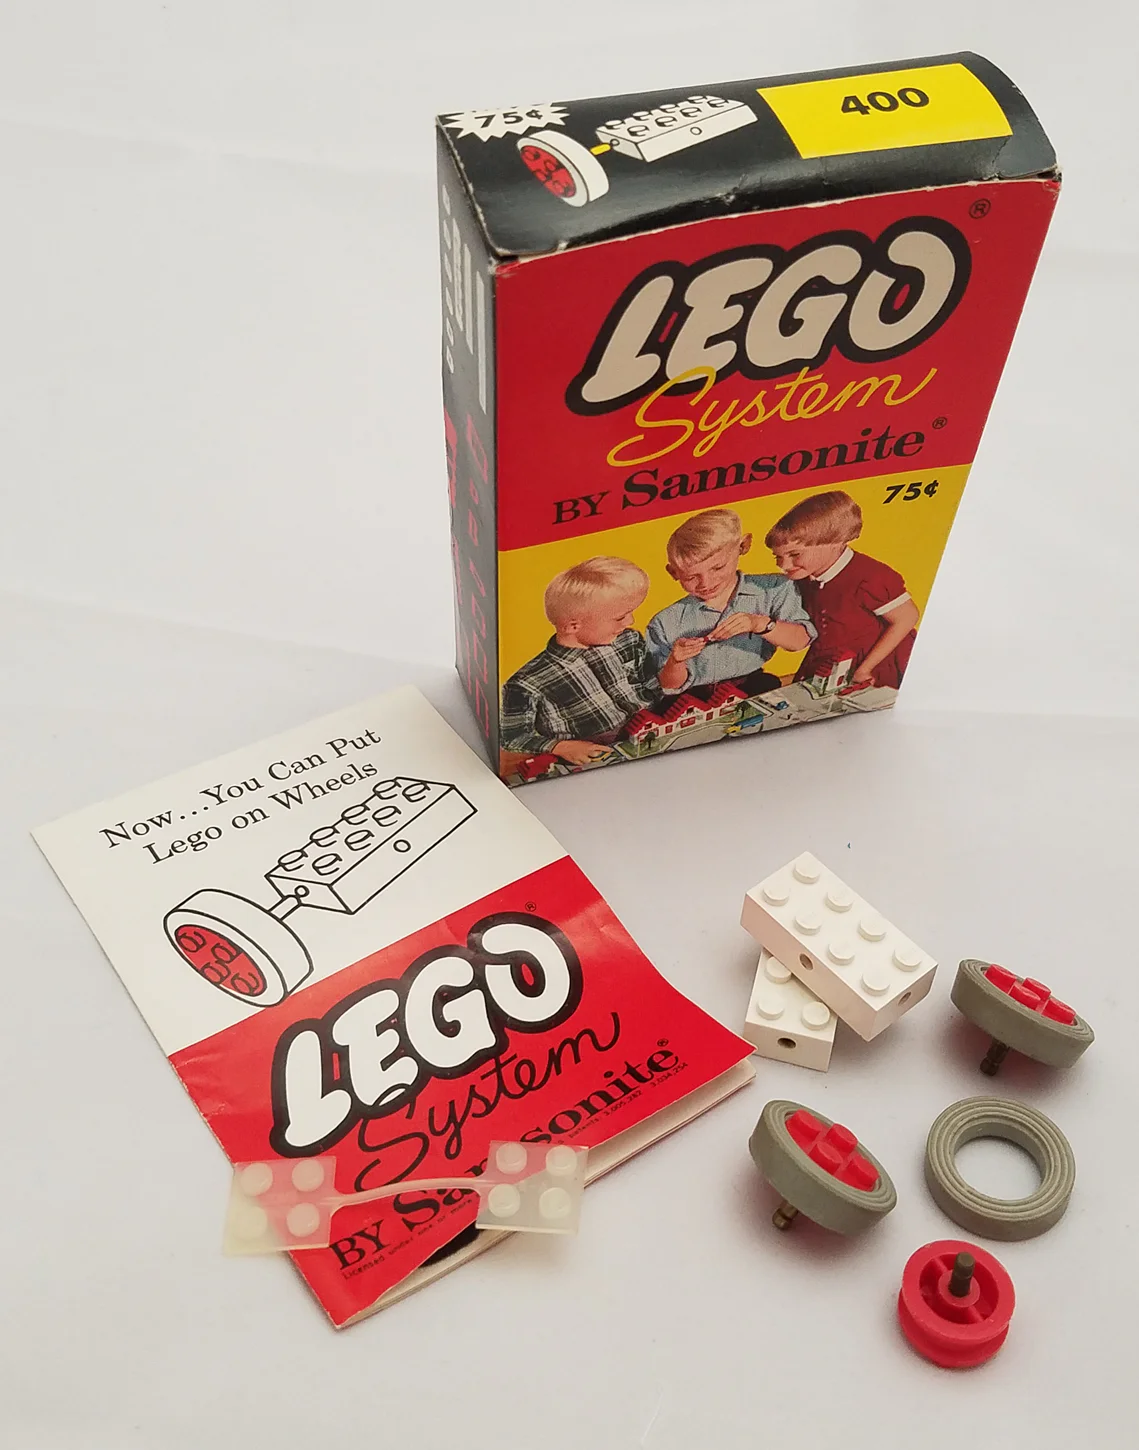 75¢
400
LEGO®
System
BY Samsonite®
75¢
Now...You Can Put
Lego on Wheels
LEGO®
System
BY Samsonite®